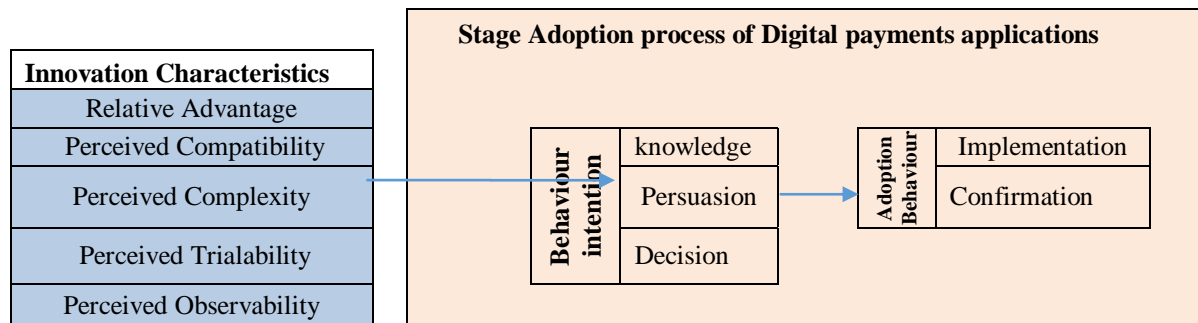 Stage Adoption process of Digital payments applications
Innovation Characteristics
Relative Advantage
Perceived Compatibility
Perceived Complexity
Perceived Trialability
Perceived Observability
Behaviour
intention
knowledge
Persuasion
Decision
Adoption
Behaviour
Implementation
Confirmation